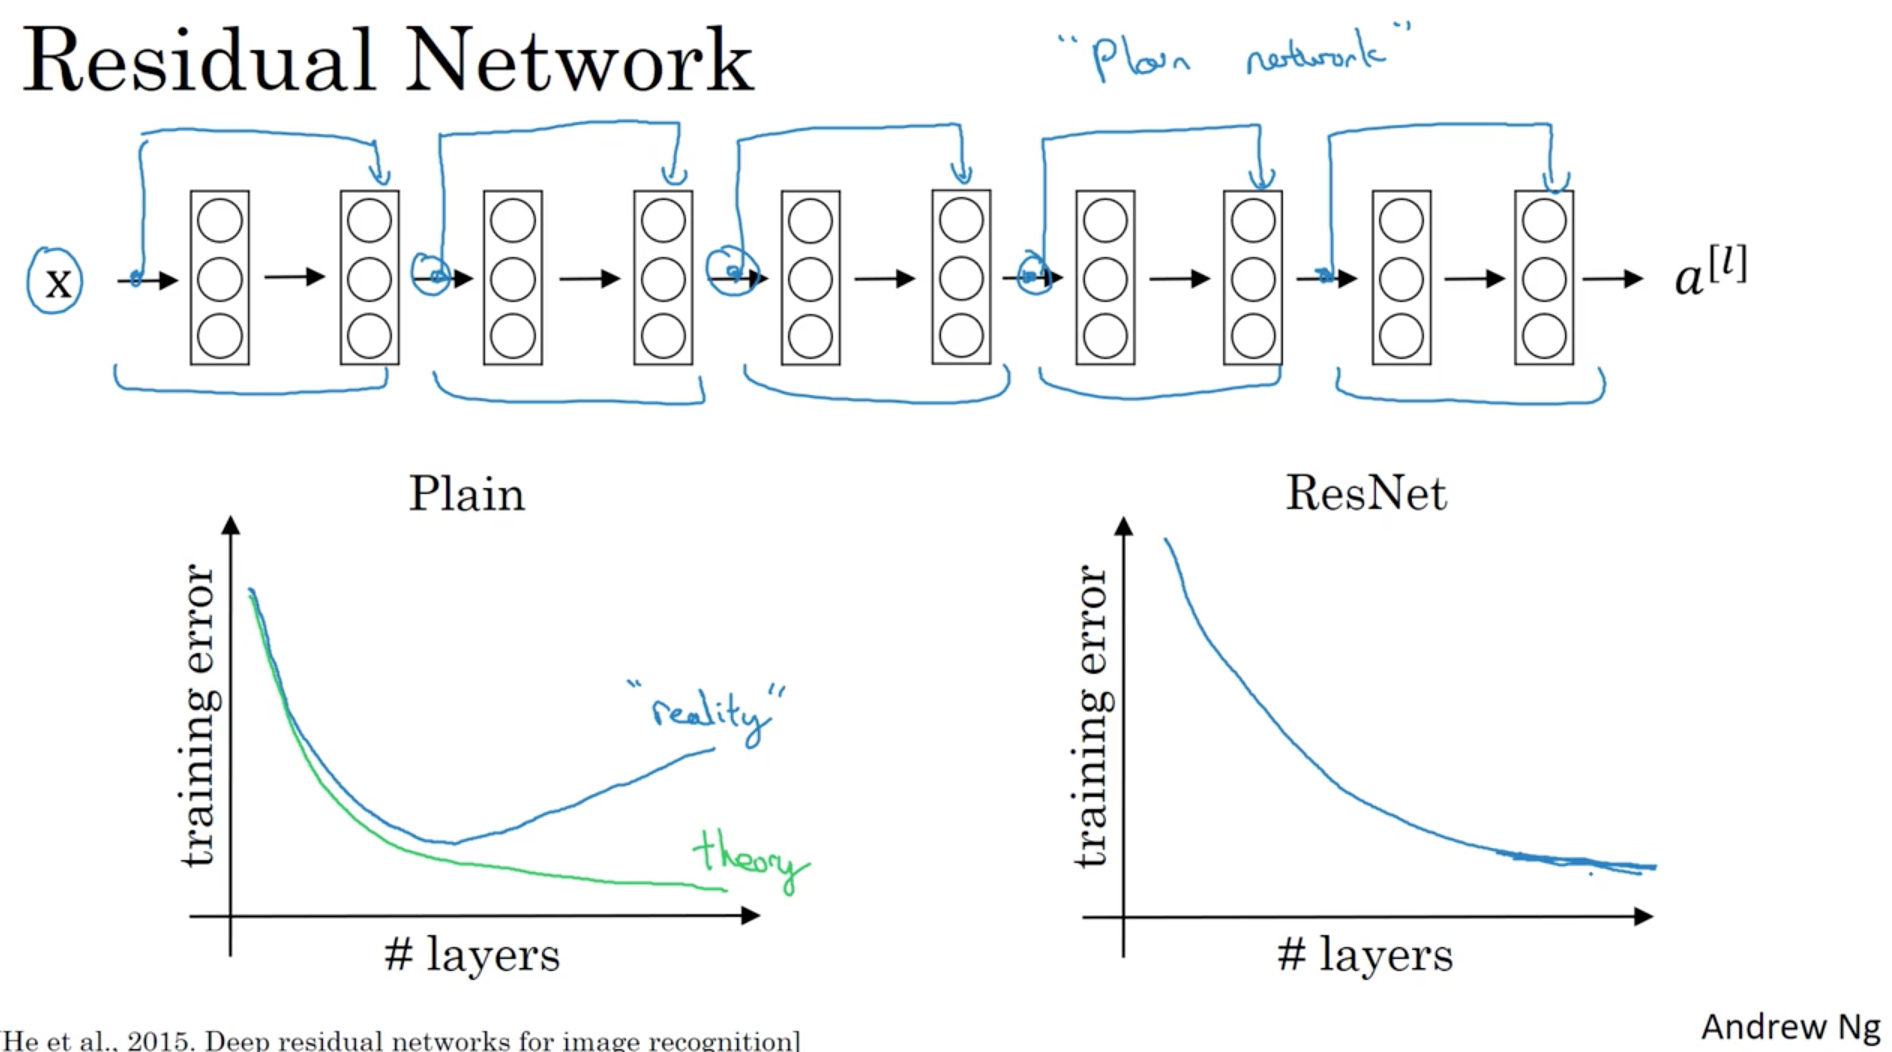 Residual Network
"Plain network"
x
a^[l]
Plain
ResNet
training error
"reality"
theory
# layers
training error
# layers
[He et al., 2015. Deep residual networks for image recognition]
Andrew Ng